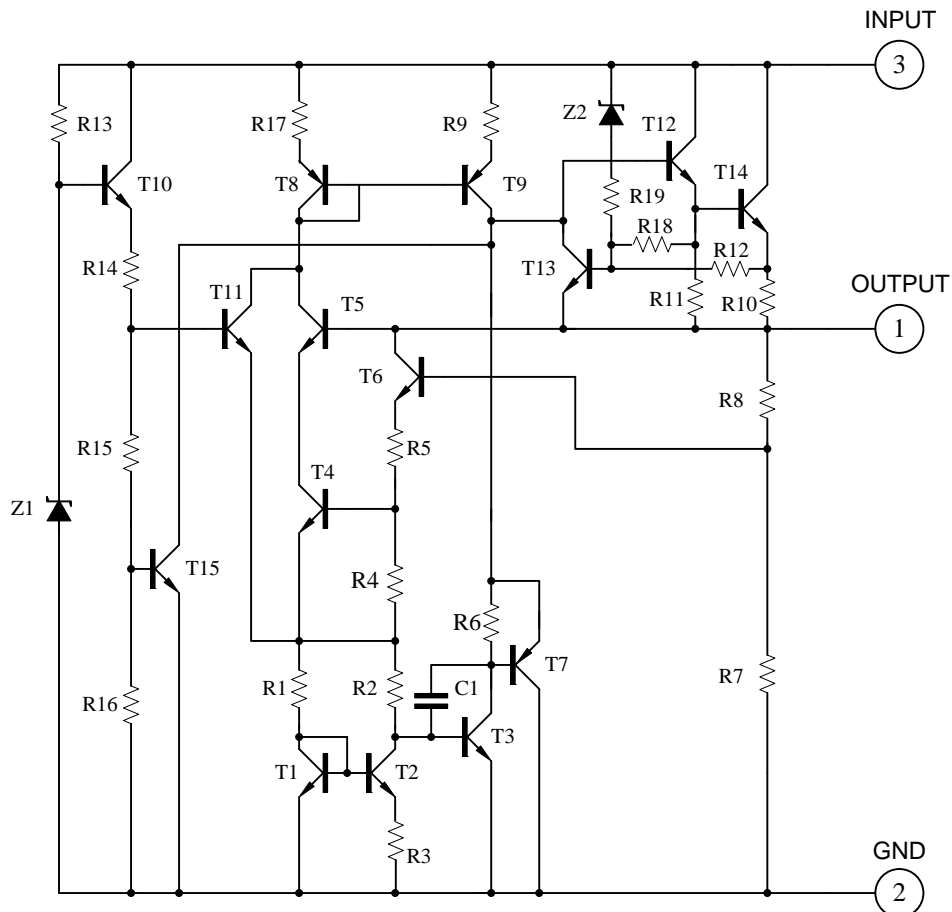 INPUT
3
R13
R17
R9
Z2
T12
T10
T8
T9
T14
R19
R18
R12
R14
T11
T5
T13
R11
R10
OUTPUT
1
T6
R8
R15
R5
Z1
T4
T15
R4
R6
T7
R7
R16
R1
R2
C1
T3
T1
T2
R3
GND
2